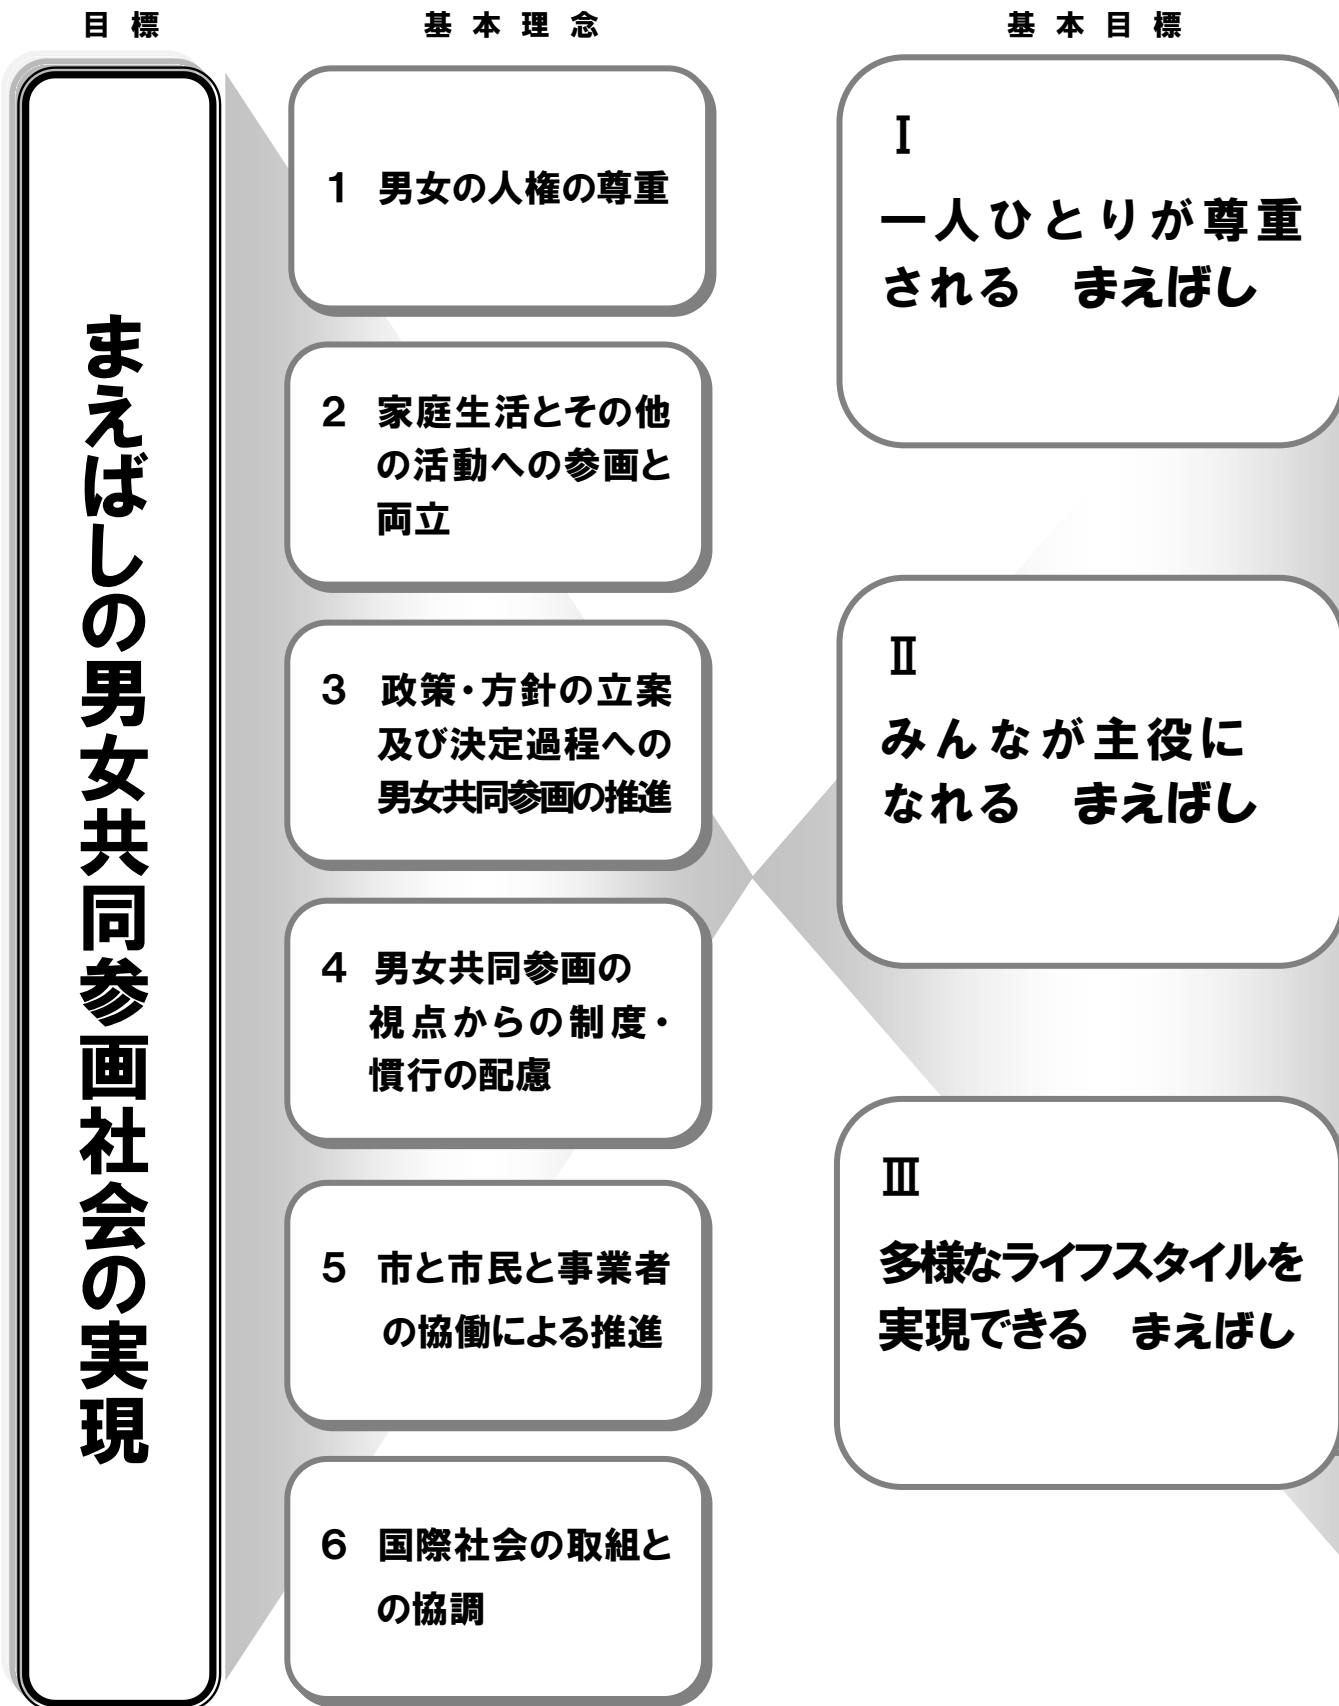 目標
基本理念
基本目標
まえばしの男女共同参画社会の実現
1 男女の人権の尊重
2 家庭生活とその他
の活動への参画と
両立
3 政策・方針の立案
及び決定過程への
男女共同参画の推進
4 男女共同参画の
視点からの制度・
慣行の配慮
5 市と市民と事業者
の協働による推進
6 国際社会の取組と
の協調
Ⅰ
一人ひとりが尊重
される　まえばし
Ⅱ
みんなが主役に
なれる　まえばし
Ⅲ
多様なライフスタイルを
実現できる　まえばし